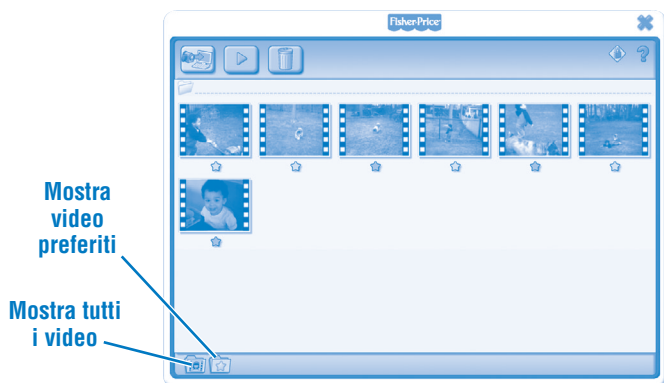 Fisher-Price
?
Mostra
video
preferiti
Mostra tutti
i video